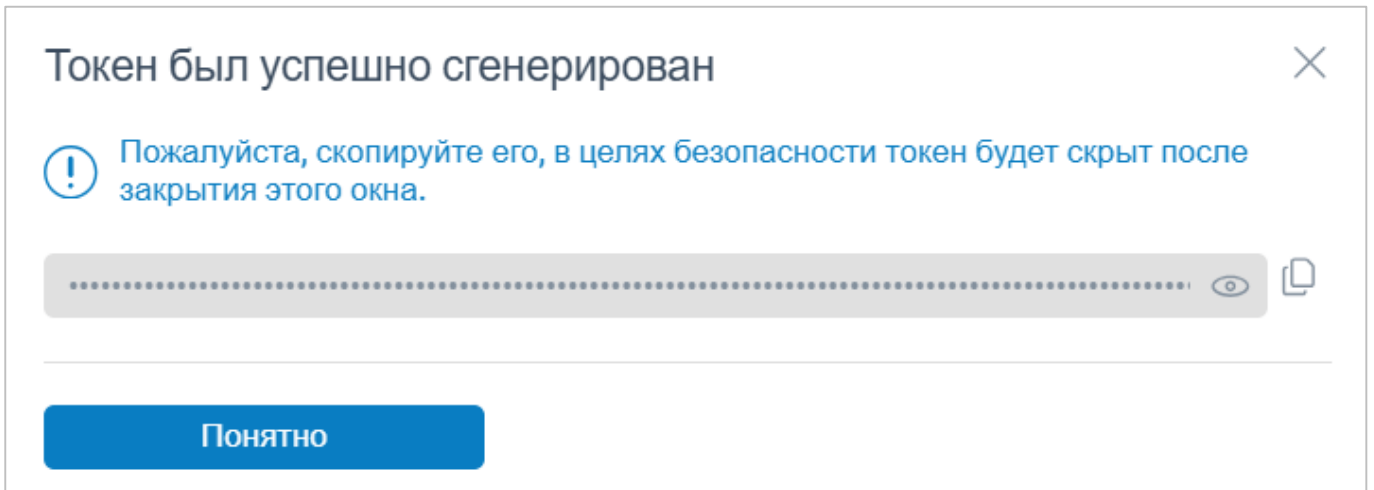 Токен был успешно сгенерирован
Пожалуйста, скопируйте его, в целях безопасности токен будет скрыт после
закрытия этого окна.
Понятно